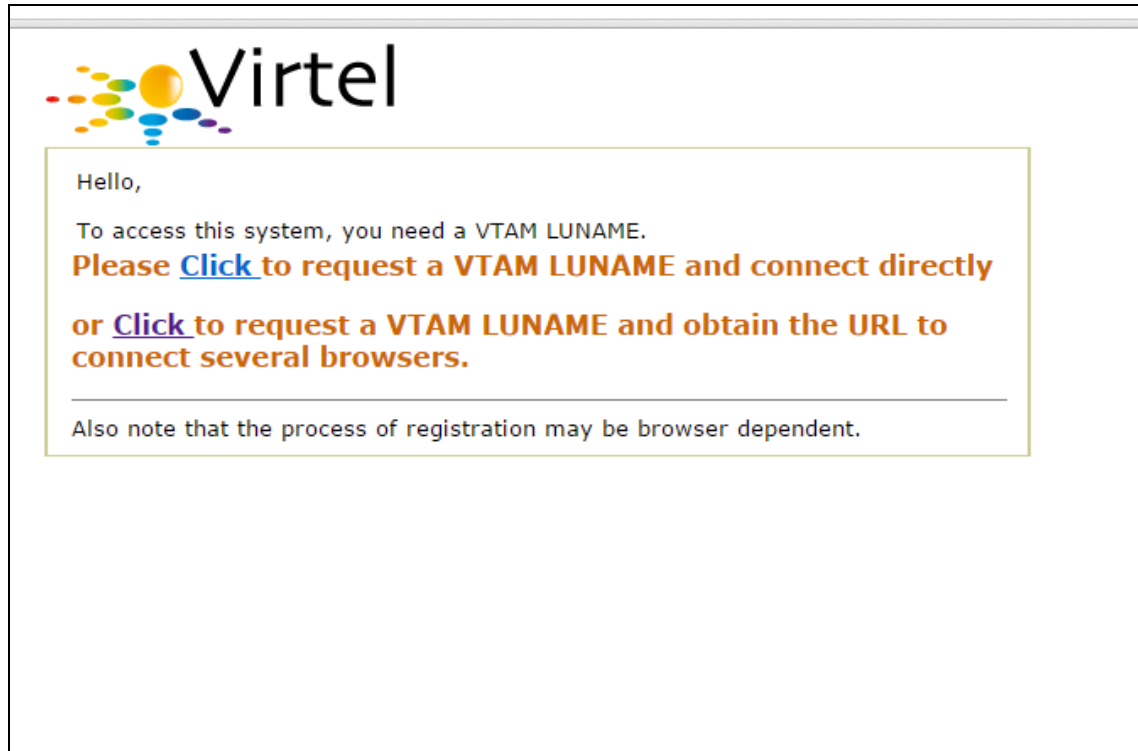 Virtel
Hello,
To access this system, you need a VTAM LUNAME.
Please Click to request a VTAM LUNAME and connect directly
or Click to request a VTAM LUNAME and obtain the URL to
connect several browsers.
Also note that the process of registration may be browser dependent.